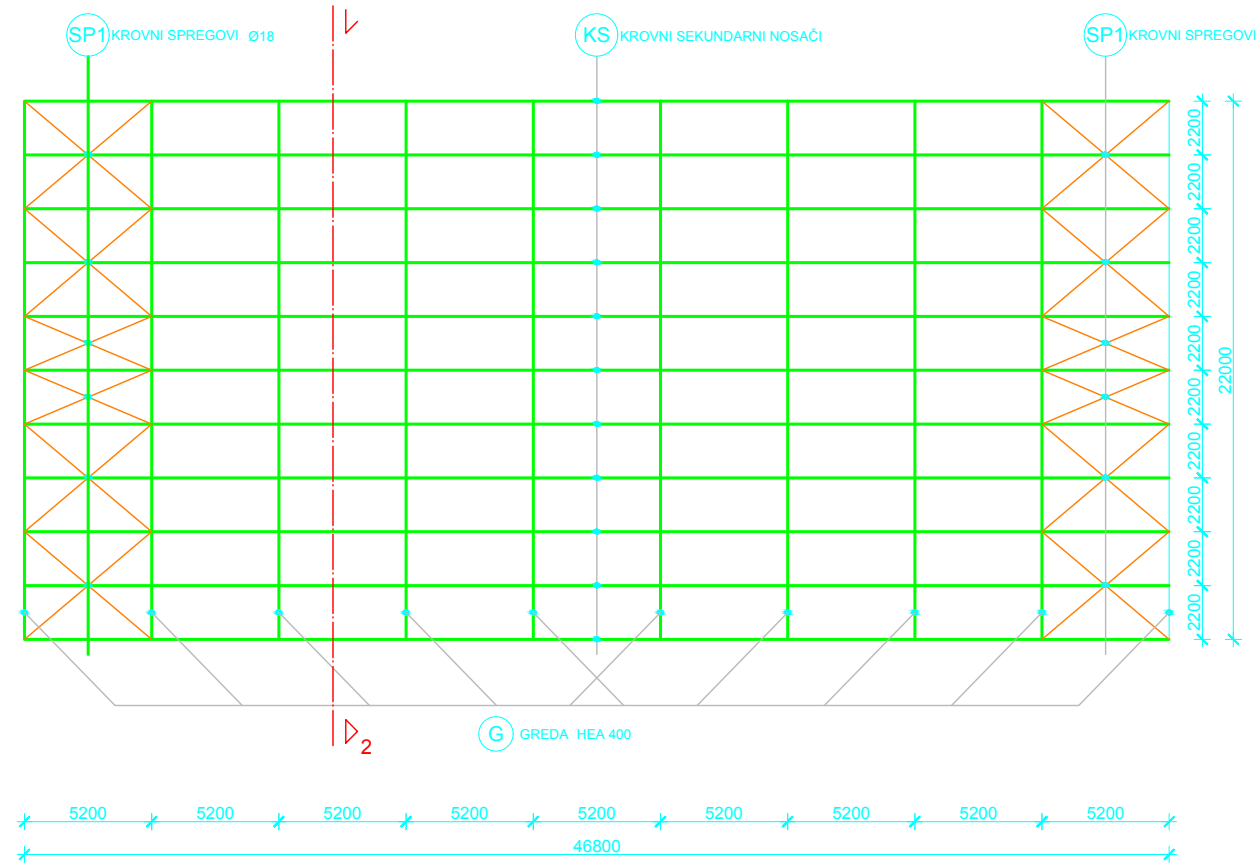 SP1 KROVNI SPREGOVI Ø18
KS KROVNI SEKUNDARNI NOSAČI
SP1 KROVNI SPREGOVI
2200
2200
2200
2200
2200
2200
2200
2200
2200
2200
22000
G GREDA HEA 400
2
5200 5200 5200 5200 5200 5200 5200 5200 5200
46800